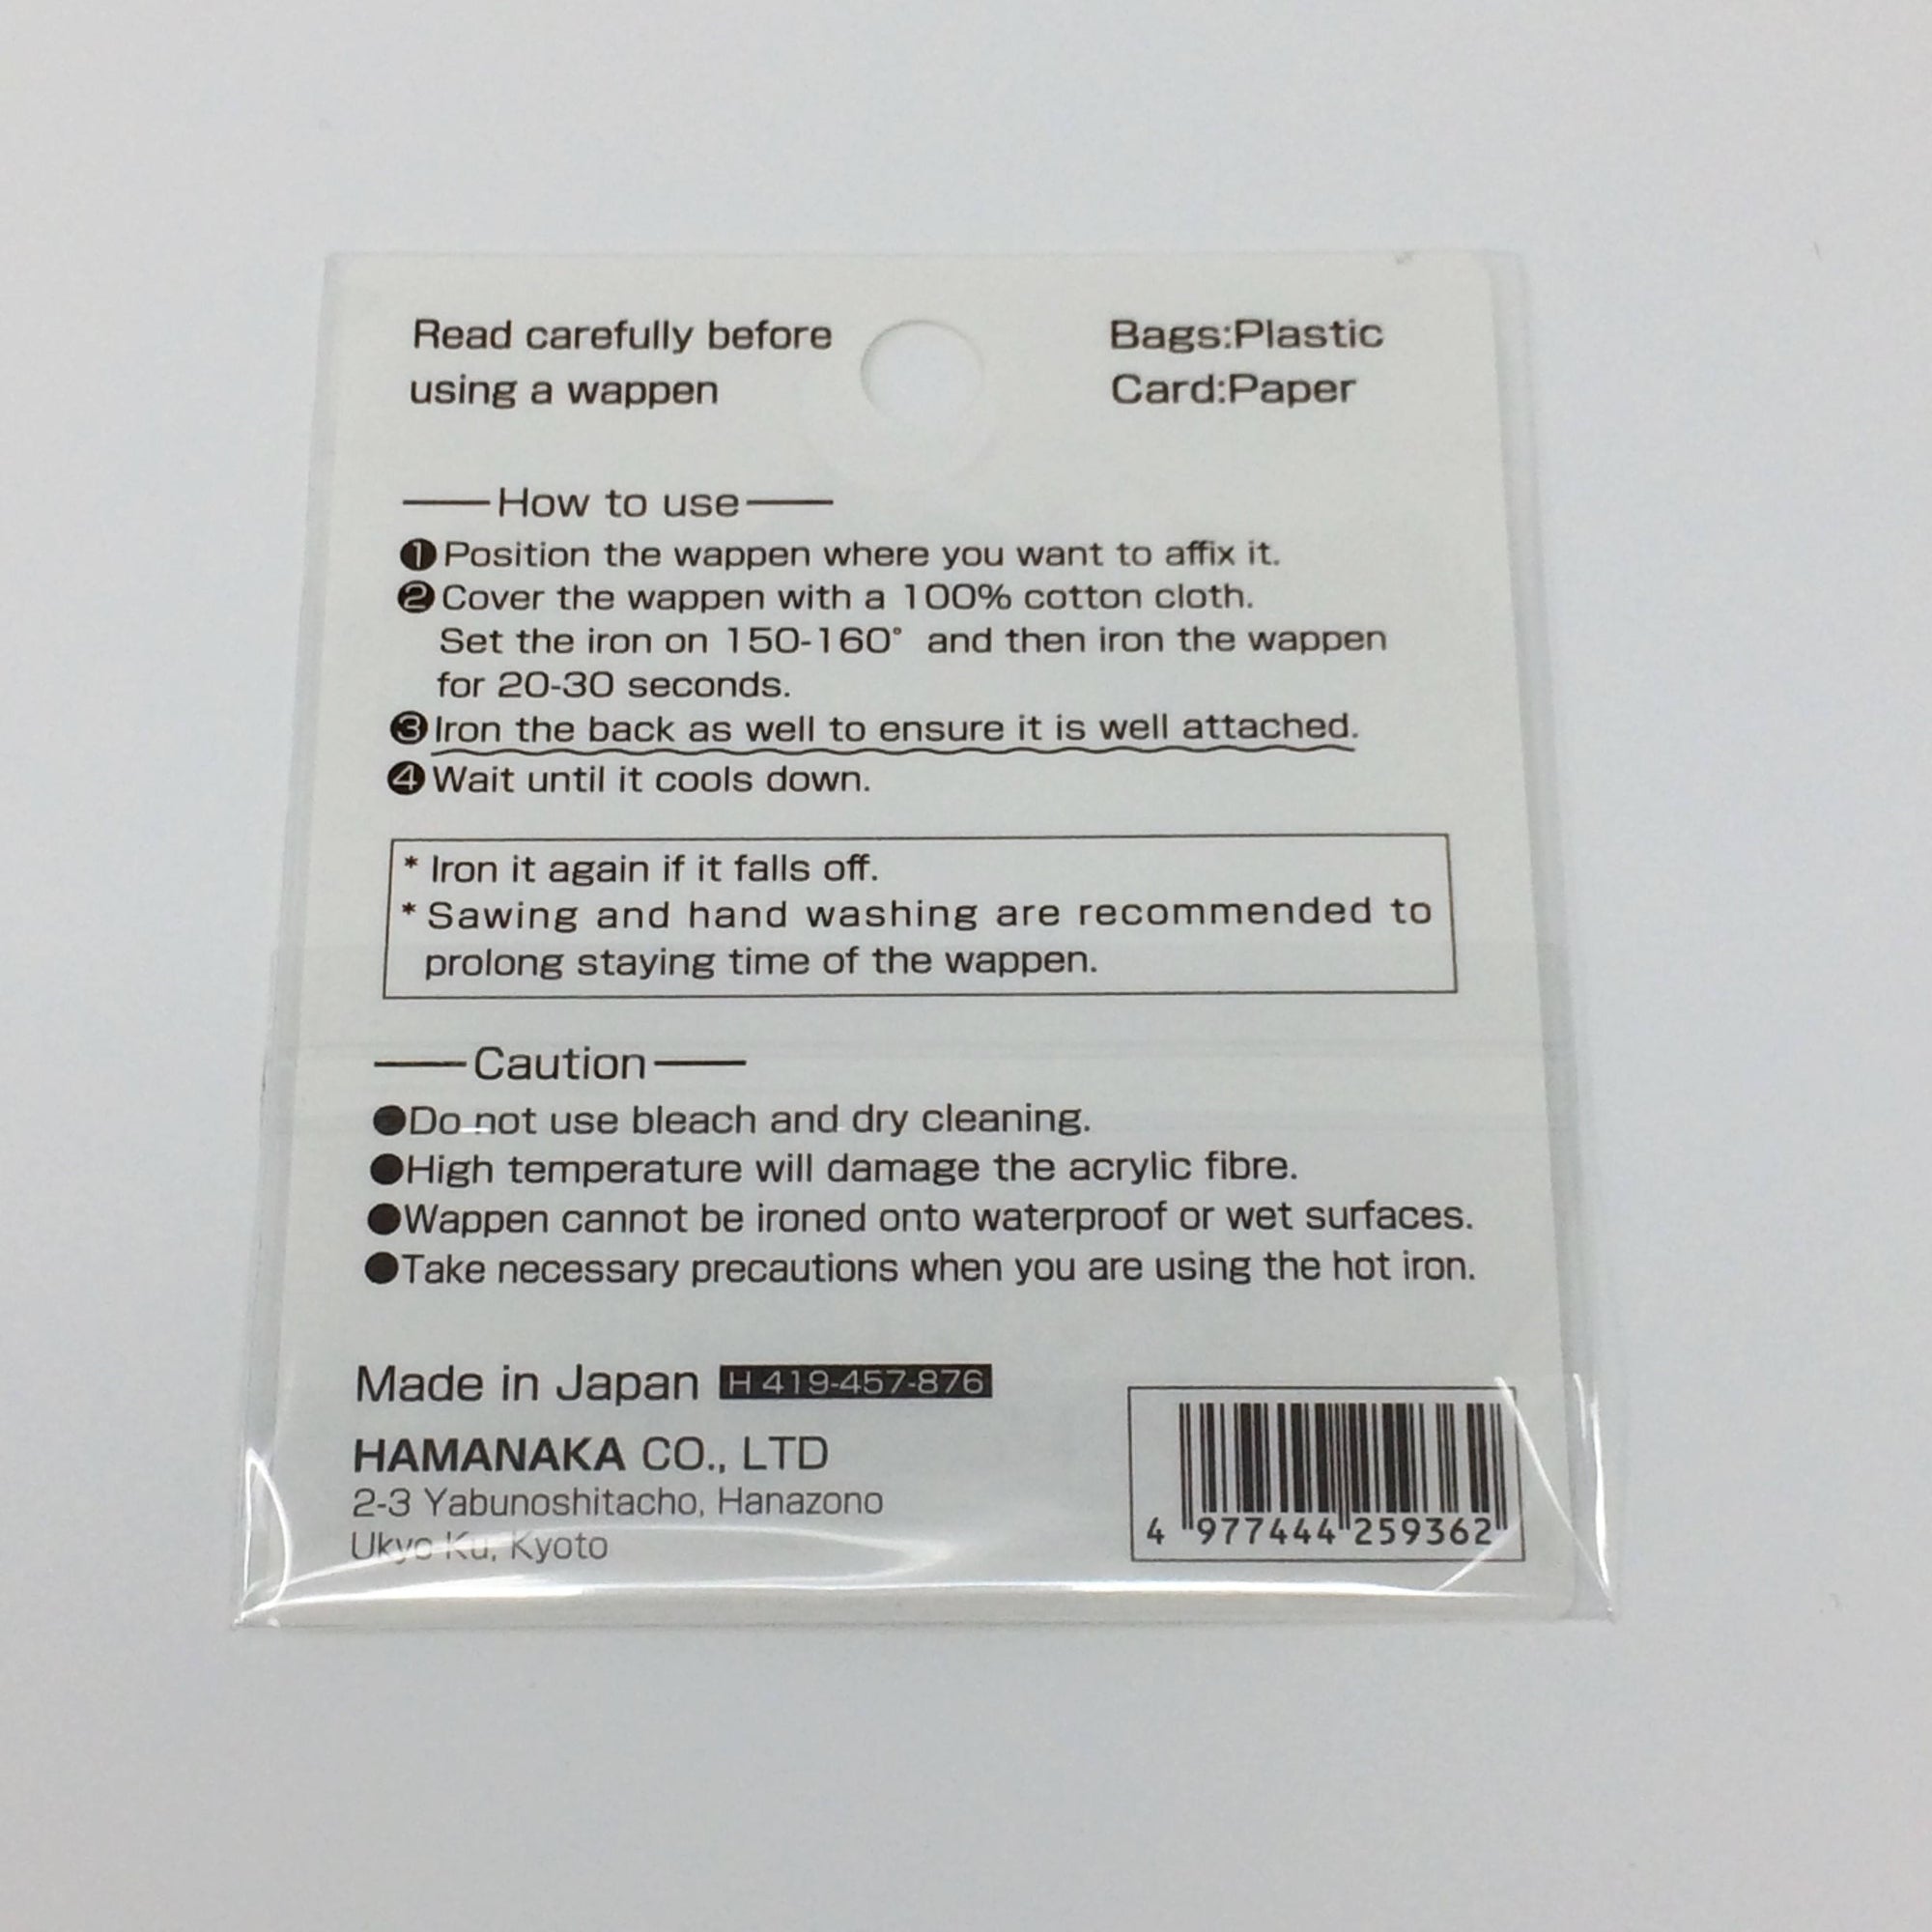 Read carefully before
using a wappen
Bags:Plastic
Card:Paper
How to use
❶Position the wappen where you want to affix it.
❷Cover the wappen with a 100% cotton cloth.
Set the iron on 150-160° and then iron the wappen
for 20-30 seconds.
❸Iron the back as well to ensure it is well attached.
❹Wait until it cools down.
* Iron it again if it falls off.
* Sawing and hand washing are recommended to
prolong staying time of the wappen.
Caution
●Do not use bleach and dry cleaning.
●High temperature will damage the acrylic fibre.
●Wappen cannot be ironed onto waterproof or wet surfaces.
●Take necessary precautions when you are using the hot iron.
Made in Japan H 419-457-876
HAMANAKA CO., LTD
2-3 Yabunoshitacho, Hanazono
Ukyo Ku, Kyoto
4 977444 259362